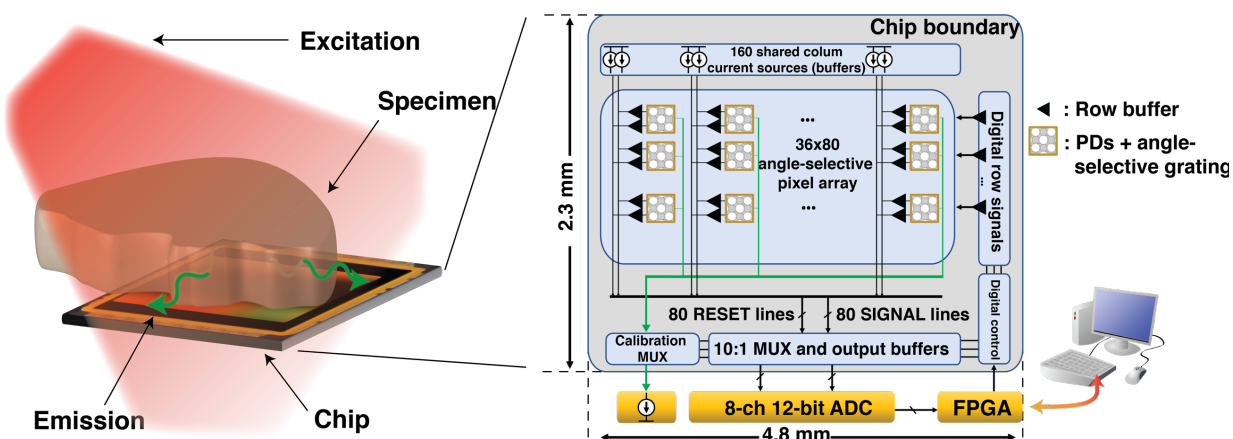 Excitation
Specimen
Emission
Chip
Chip boundary
160 shared colum
current sources (buffers)
...
36x80
angle-selective
pixel array
...
Digital row signals
...
2.3 mm
80 RESET lines
80 SIGNAL lines
Calibration
MUX
10:1 MUX and output buffers
Digital control
8-ch 12-bit ADC
FPGA
4.8 mm
: Row buffer
: PDs + angle-
selective grating